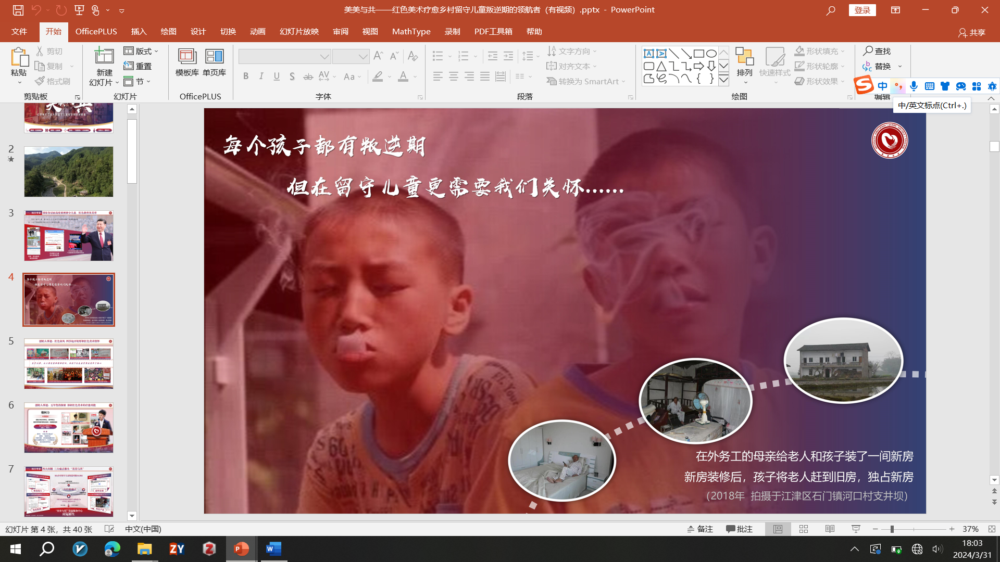 美美与共——红色美术疗愈乡村留守儿童叛逆期的领航者（有视频）.pptx - PowerPoint
登录
文件 开始 OfficePLUS 插入 绘图 设计 切换 动画 幻灯片放映 审阅 视图 MathType 录制 PDF工具箱 帮助 共享
粘贴 剪切 复制 格式刷
新建 幻灯片 版式 重置 节
模板库 单页库
B I U S ab AV Aa A
文字方向 对齐文本 转换为 SmartArt
排列 快速样式 形状填充 形状轮廓 形状效果
查找 替换
剪贴板 幻灯片 OfficePLUS 字体 段落 绘图 编辑
中
中/英文标点(Ctrl+.)
2
3
4
5
6
7
每个孩子都有叛逆期
但在留守儿童更需要我们关怀......
在外务工的母亲给老人和孩子装了一间新房
新房装修后，孩子将老人赶到旧房，独占新房
（2018年 拍摄于江津区石门镇河口村支井坝）
幻灯片 第 4 张，共 40 张 中文(中国) 备注 批注 37%
ZY
18:03
2024/3/31